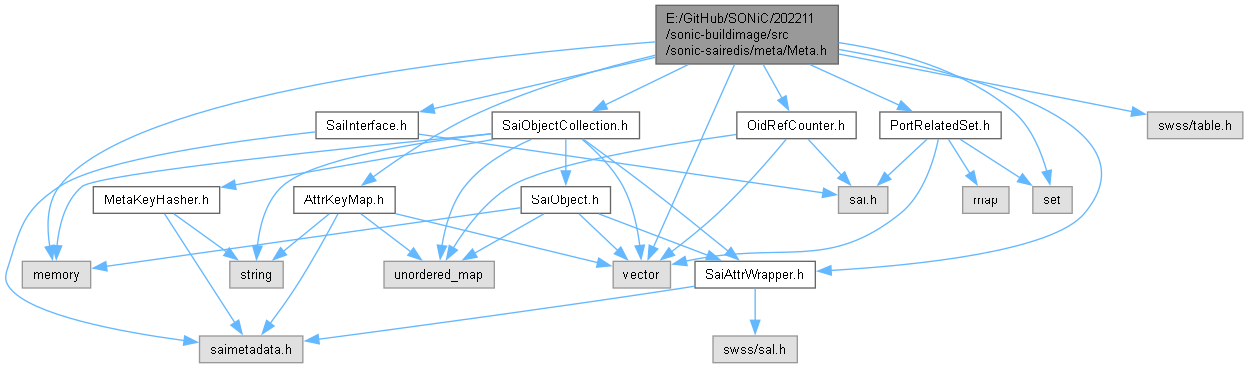 E:/GitHub/SONiC/202211
/sonic-buildimage/src
/sonic-sairedis/meta/Meta.h
SaiInterface.h
SaiObjectCollection.h
OidRefCounter.h
PortRelatedSet.h
swss/table.h
MetaKeyHasher.h
AttrKeyMap.h
SaiObject.h
sai.h
map
set
memory
string
unordered_map
vector
SaiAttrWrapper.h
saimetadata.h
swss/sal.h